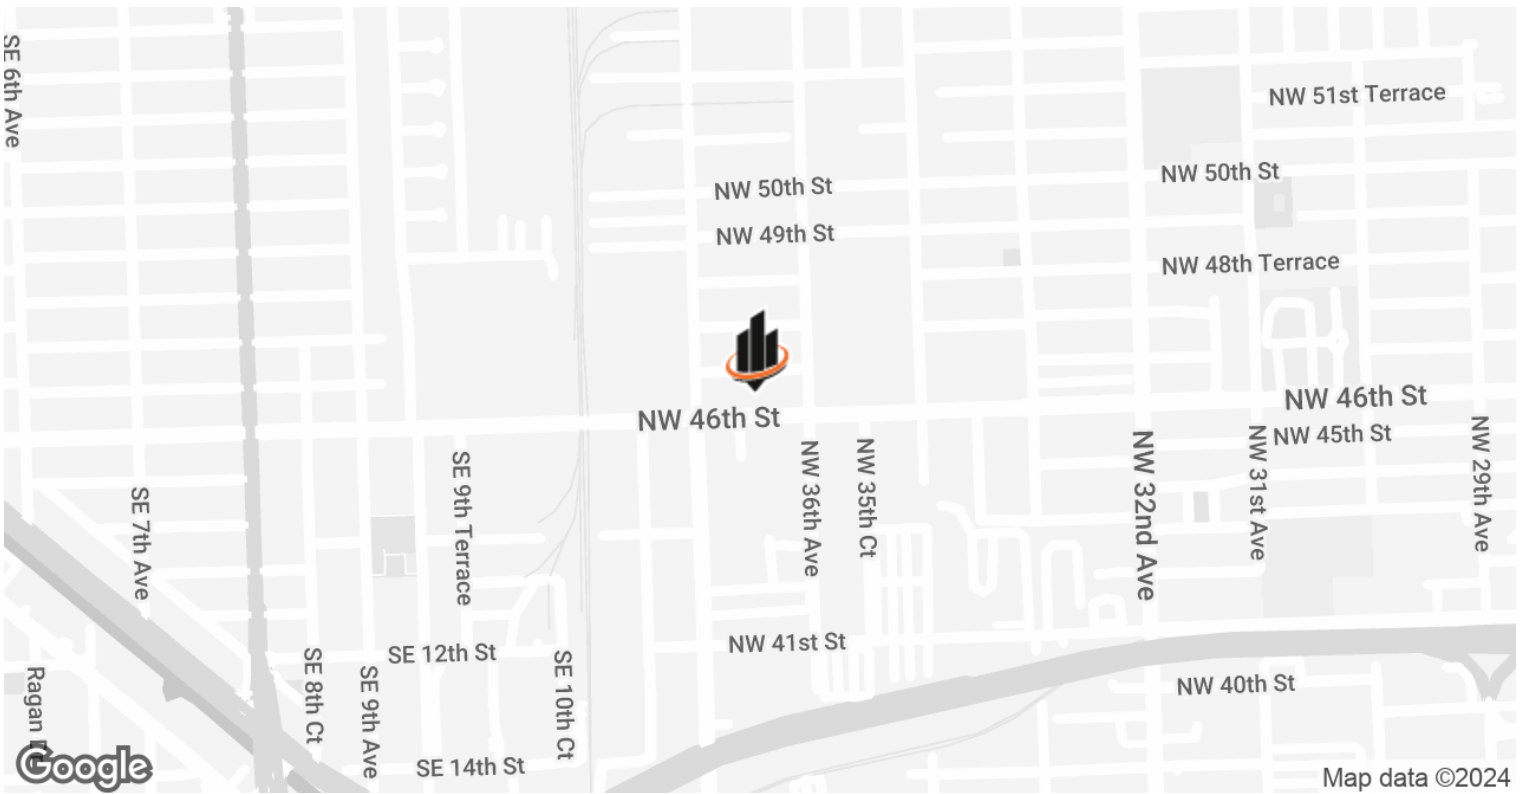 SE 6th Ave
NW 51st Terrace
NW 50th St
NW 50th St
NW 49th St
NW 48th Terrace
NW 46th St
NW 46th St
NW 45th St
SE 7th Ave
SE 9th Terrace
NW 36th Ave
NW 35th Ct
NW 32nd Ave
NW 31st Ave
NW 29th Ave
NW 41st St
SE 12th St
SE 8th Ct
SE 9th Ave
SE 10th Ct
NW 40th St
Ragan
SE 14th St
Google
Map data ©2024